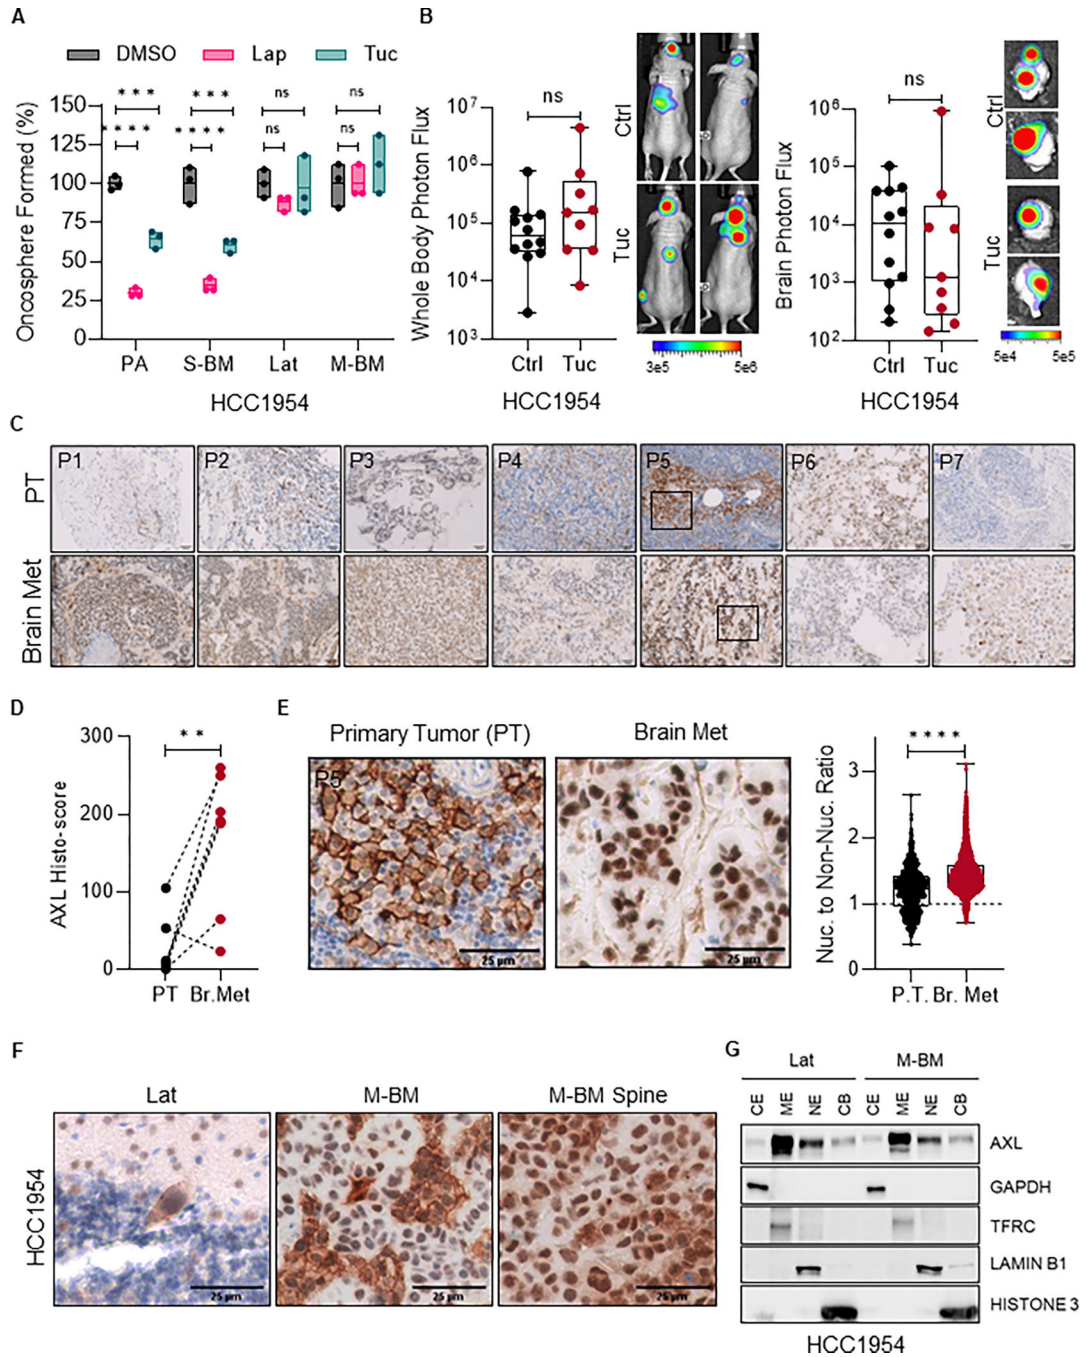 A
DMSO Lap Tuc
Oncosphere Formed (%)
150
125
100
75
50
25
0
* * * * * * ns ns
* * * * * * * * ns ns
PA S-BM Lat M-BM
HCC1954
B
Whole Body Photon Flux
10⁷
10⁶
10⁵
10⁴
10³
ns
Ctrl Tuc
HCC1954
Ctrl
Tuc
3e5 5e6
Brain Photon Flux
10⁶
10⁵
10⁴
10³
10²
ns
Ctrl Tuc
HCC1954
Ctrl
Tuc
5e4 5e5
C
PT
P1 P2 P3 P4 P5 P6 P7
Brain Met
D
AXL Histo-score
300
200
100
0
* *
PT Br.Met
E
Primary Tumor (PT) Brain Met
P5
25 µm 25 µm
Nuc. to Non-Nuc. Ratio
3
2
1
0
* * * *
P.T. Br. Met
F
Lat M-BM M-BM Spine
HCC1954
25 µm 25 µm 25 µm
G
Lat M-BM
CE ME NE CB CE ME NE CB
AXL
GAPDH
TFRC
LAMIN B1
HISTONE 3
HCC1954